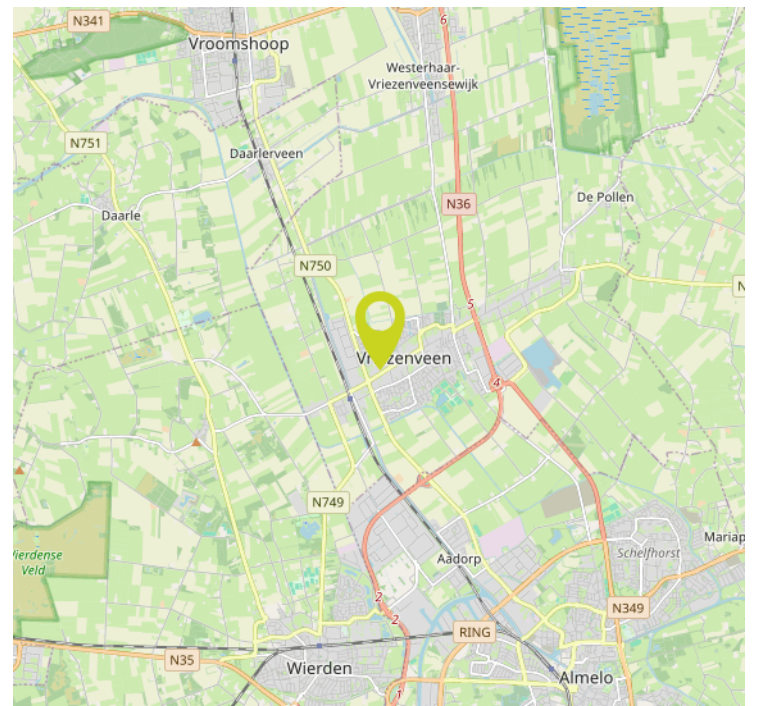 N341
6
Vroomshoop
Westerhaar-
Vriezenveensewijk
N751
Daarlerveen
De Pollen
N36
Daarle
N750
N
5
Vriezenveen
4
N749
Mariap
Schelfhorst
Aadorp
Wierdense
Veld
2
2
N349
RING
N35
Wierden
Almelo
1